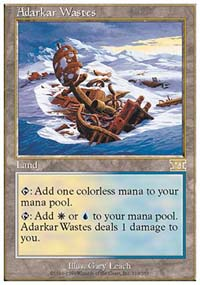 Adarkar Wastes
Land
: Add one colorless mana to your
mana pool.
: Add or to your mana pool.
Adarkar Wastes deals 1 damage to
you.
Illus. Gary Leach